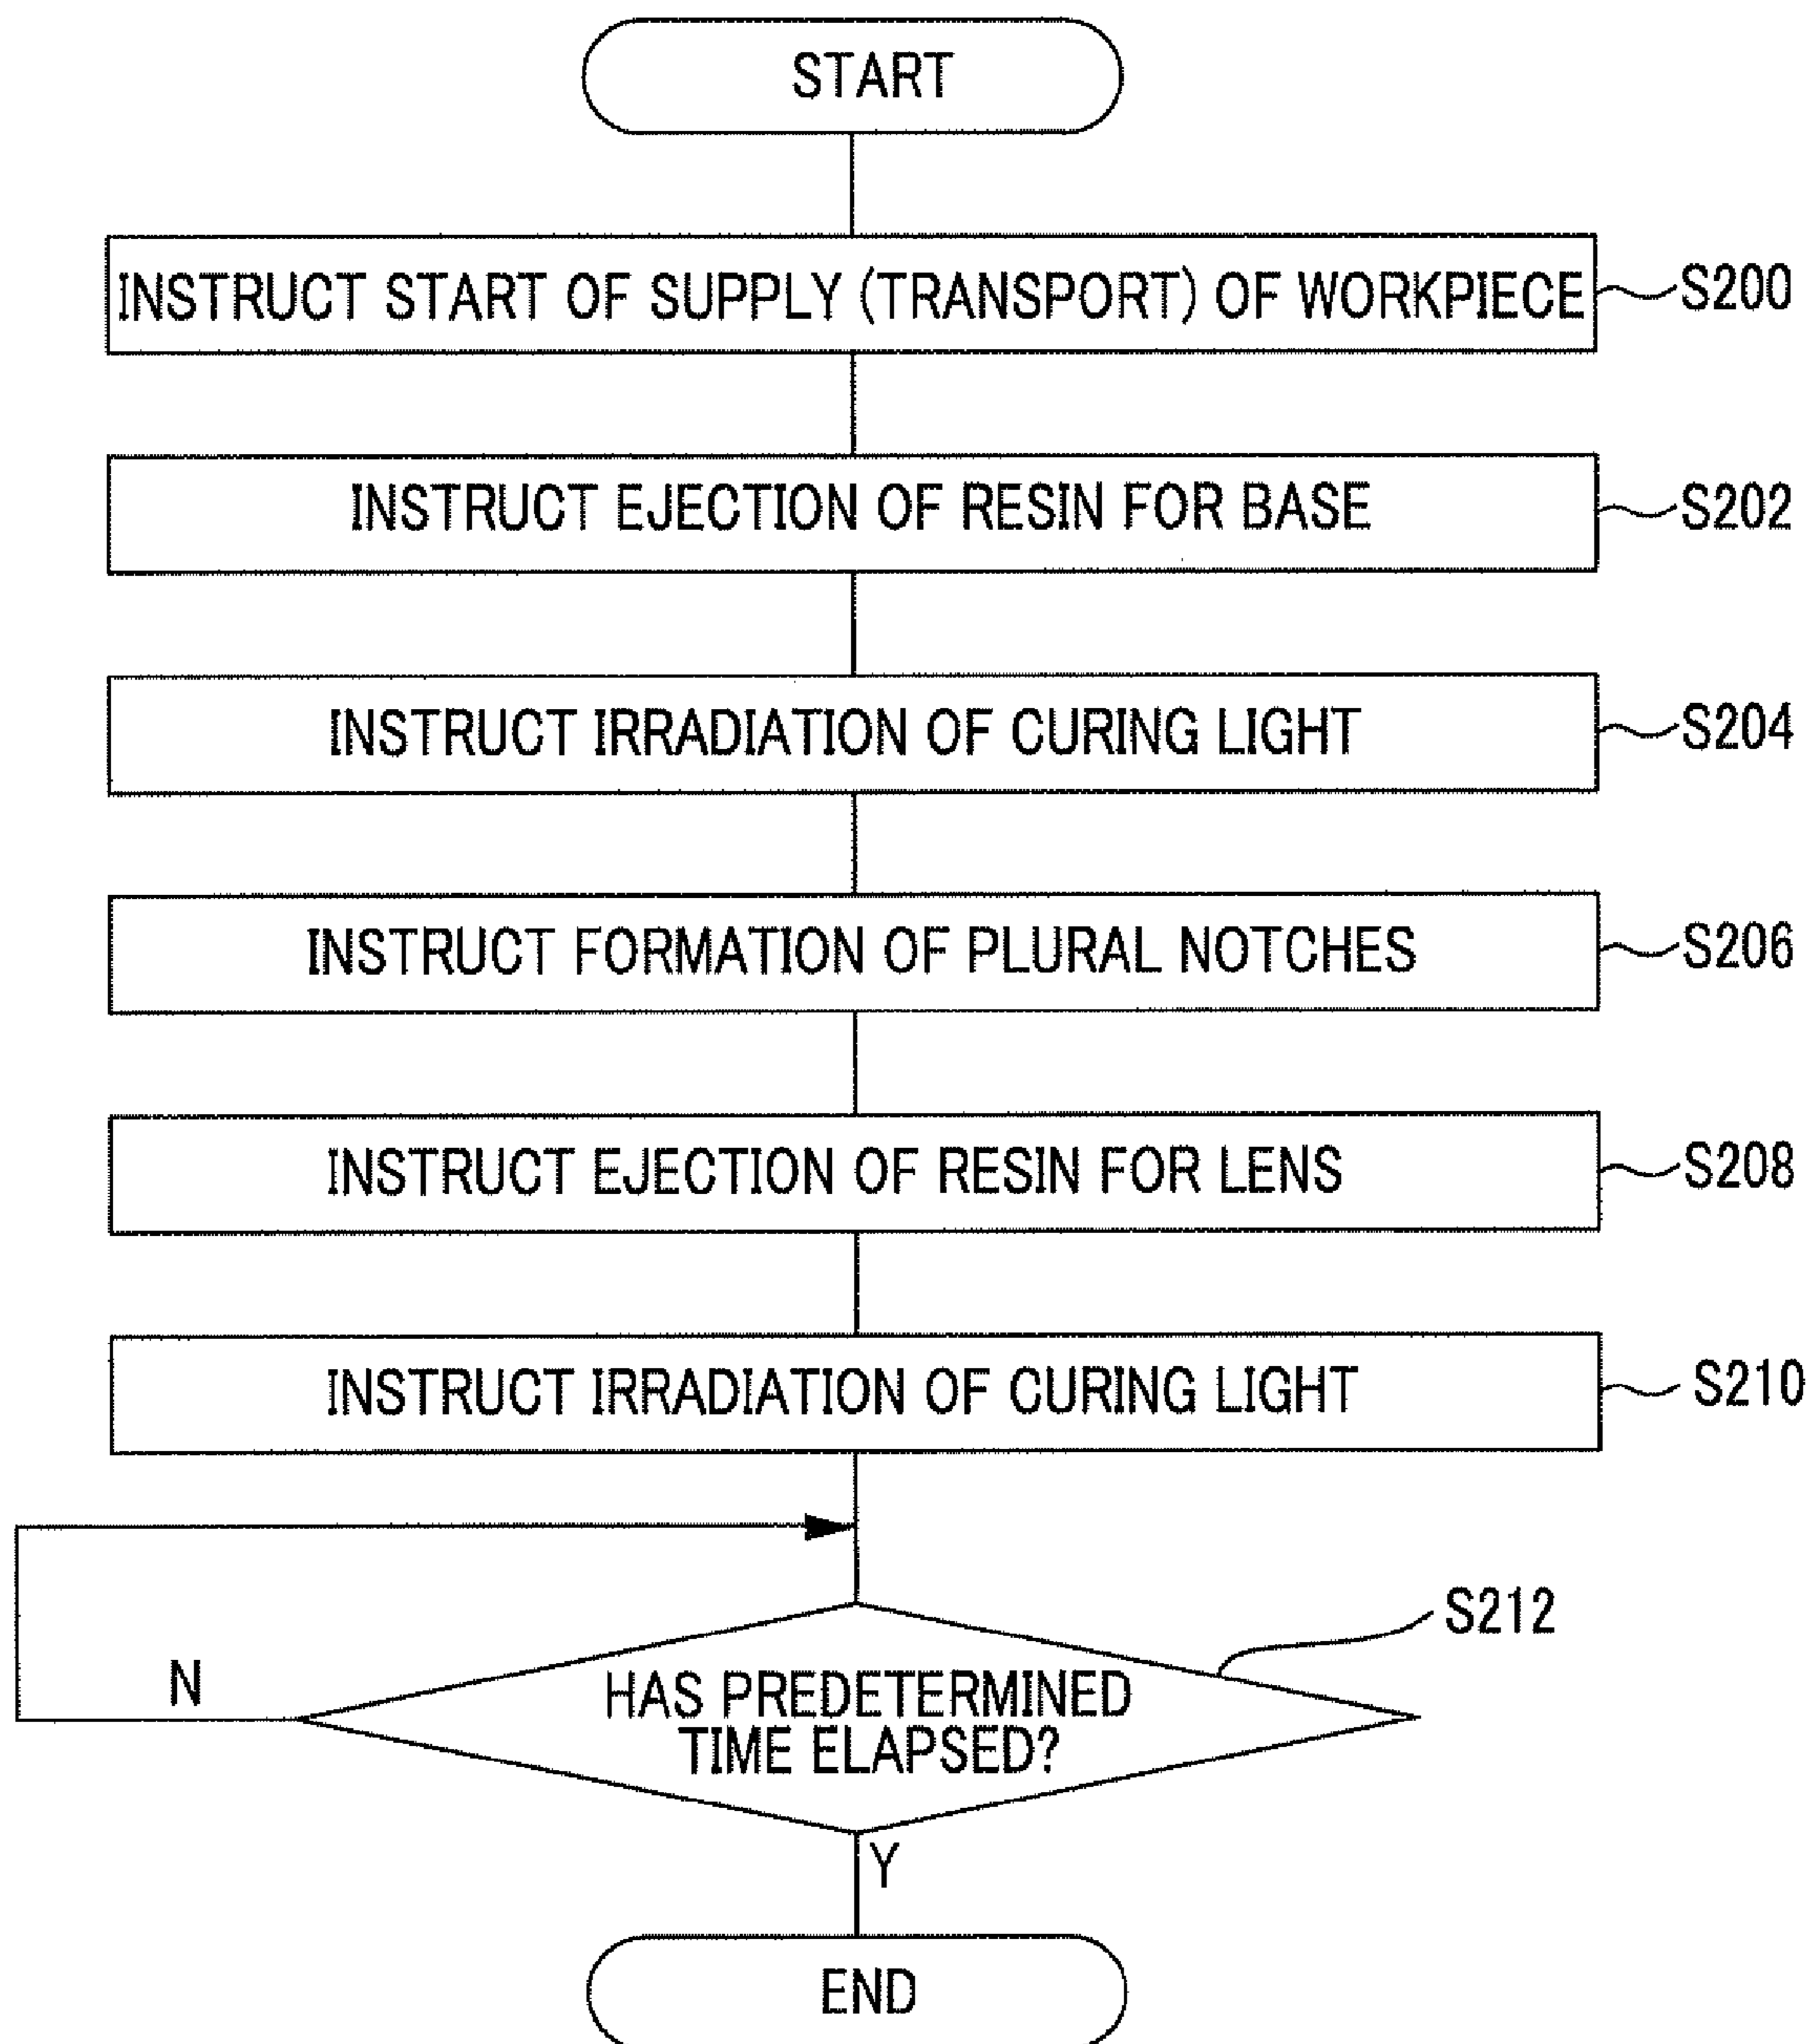 START
INSTRUCT START OF SUPPLY (TRANSPORT) OF WORKPIECE
S200
INSTRUCT EJECTION OF RESIN FOR BASE
S202
INSTRUCT IRRADIATION OF CURING LIGHT
S204
INSTRUCT FORMATION OF PLURAL NOTCHES
S206
INSTRUCT EJECTION OF RESIN FOR LENS
S208
INSTRUCT IRRADIATION OF CURING LIGHT
S210
S212
N
HAS PREDETERMINED
TIME ELAPSED?
Y
END